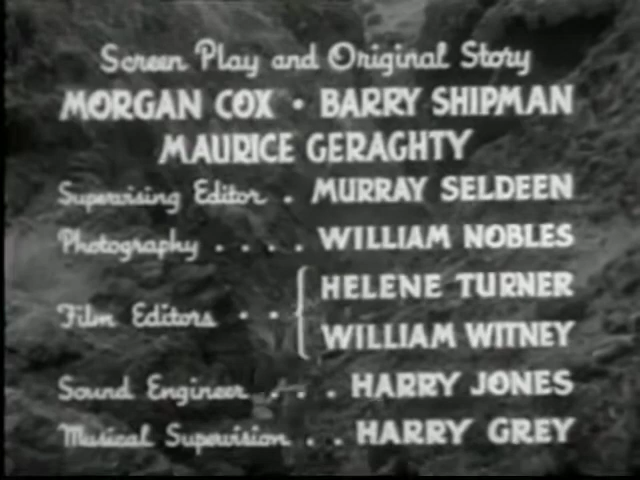 Screen Play and Original Story
MORGAN COX • BARRY SHIPMAN
MAURICE GERAGHTY
Supervising Editor . MURRAY SELDEEN
Photography . . . . WILLIAM NOBLES
Film Editors . . { HELENE TURNER
WILLIAM WITNEY
Sound Engineer . . . HARRY JONES
Musical Supervision . . HARRY GREY